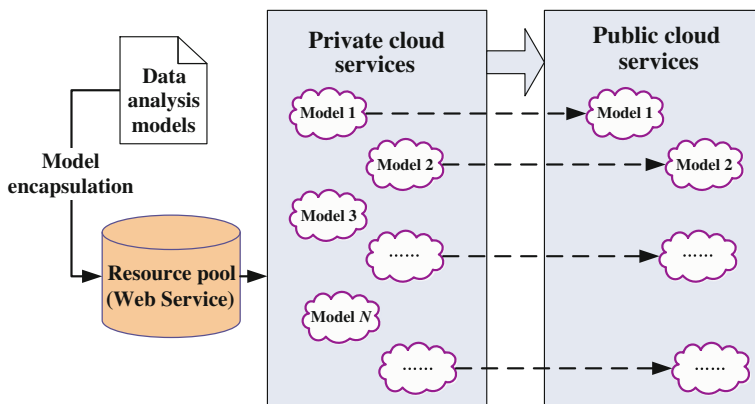 Data
analysis
models
Model
encapsulation
Resource pool
(Web Service)
Private cloud
services
Model 1
Model 2
Model 3
......
Model N
......
Public cloud
services
Model 1
Model 2
......
......